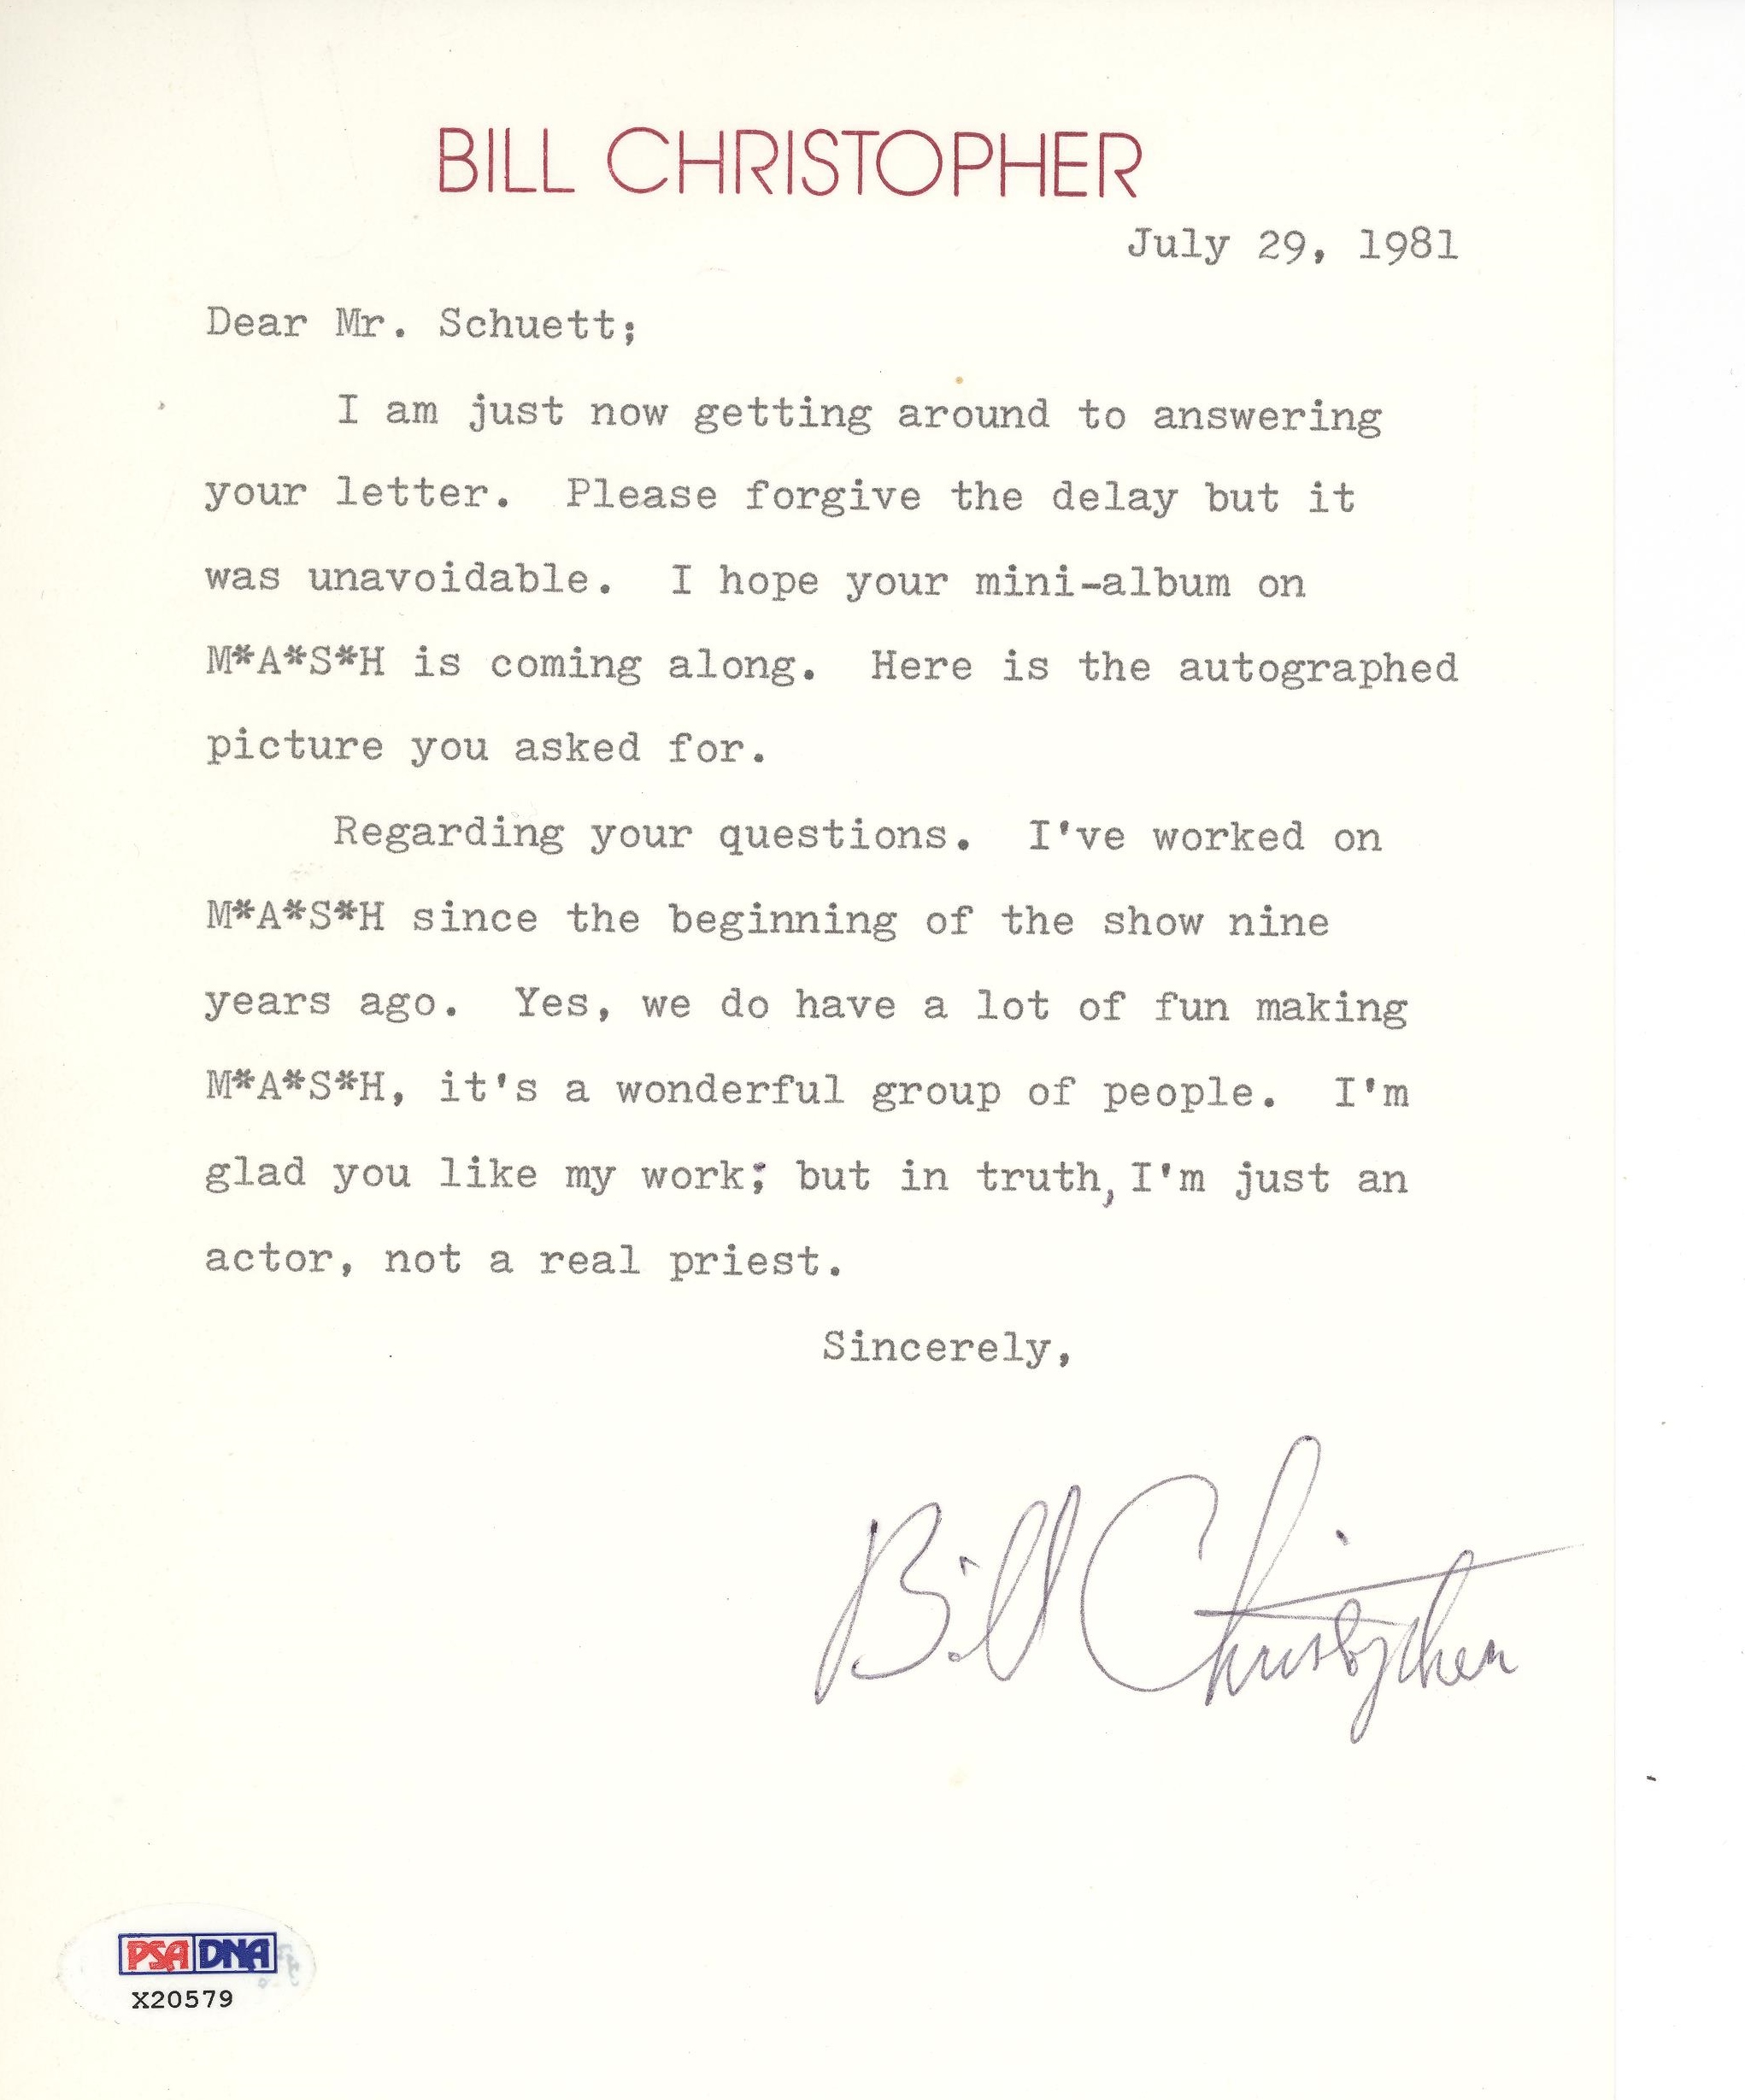 BILL CHRISTOPHER
July 29, 1981
Dear Mr. Schuett;
I am just now getting around to answering
your letter. Please forgive the delay but it
was unavoidable. I hope your mini-album on
M*A*S*H is coming along. Here is the autographed
picture you asked for.
Regarding your questions. I've worked on
M*A*S*H since the beginning of the show nine
years ago. Yes, we do have a lot of fun making
M*A*S*H, it's a wonderful group of people. I'm
glad you like my work; but in truth, I'm just an
actor, not a real priest.
Sincerely,
Bill Christopher
PSA DNA
X20579